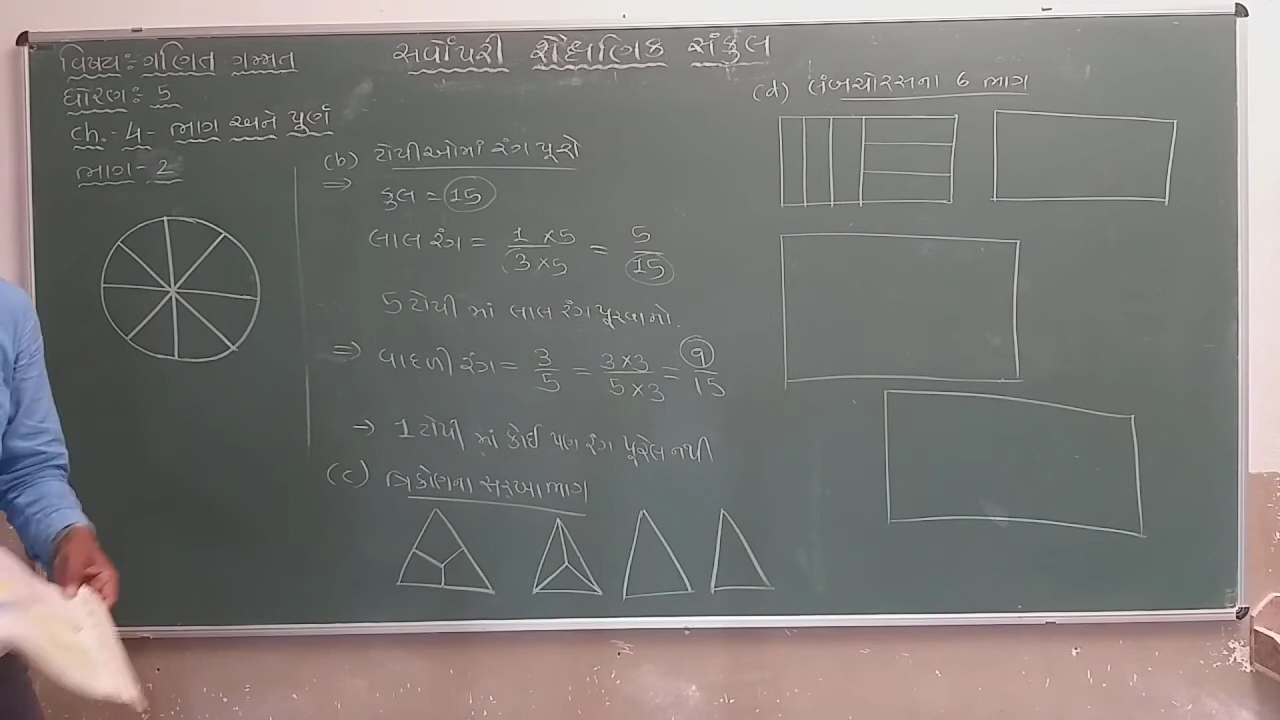 સર્વોપરી શૈક્ષણિક સંકુલ
વિષય:- ગણિત ગમ્મત
ધોરણ:- 5
ch.- 4 - ભાગ અને પૂર્ણ
ભાગ - 2
(b) ટોપીઓમાં રંગ પૂરો
⇒ કુલ = 15
લાલ રંગ = 1 ×5 / 3 ×5 = 5 / 15
5 ટોપી માં લાલ રંગ પૂરવાનો.
⇒ વાદળી રંગ = 3 / 5 = 3×3 / 5×3 = 9 / 15
→ 1 ટોપી માં કોઈ પણ રંગ પૂરેલ નથી
(c) ત્રિકોણના સરખા ભાગ
(d) લંબચોરસના 6 ભાગ